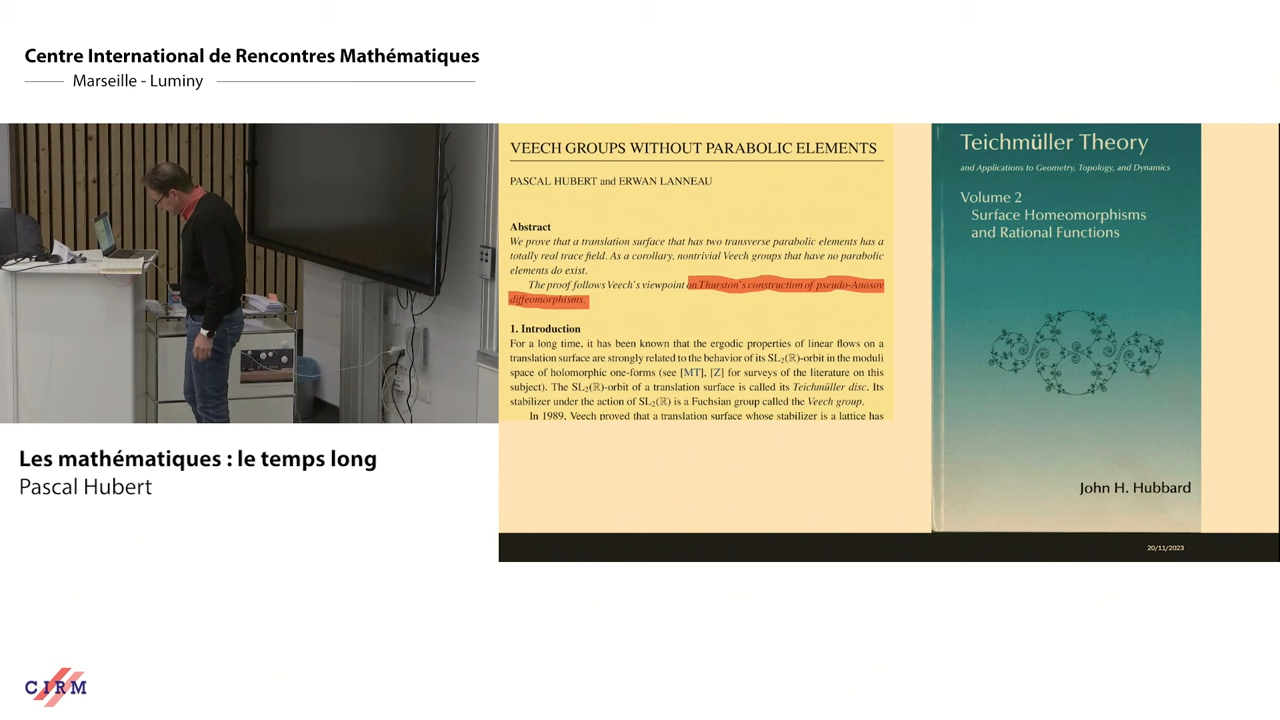 Centre International de Rencontres Mathématiques
Marseille - Luminy
VEECH GROUPS WITHOUT PARABOLIC ELEMENTS
PASCAL HUBERT and ERWAN LANNEAU
Abstract
We prove that a translation surface that has two transverse parabolic elements has a
totally real trace field. As a corollary, nontrivial Veech groups that have no parabolic
elements do exist.
The proof follows Veech's viewpoint on Thurston's construction of pseudo-Anosov
diffeomorphisms.
1. Introduction
For a long time, it has been known that the ergodic properties of linear flows on a
translation surface are strongly related to the behavior of its SL₂(ℝ)-orbit in the moduli
space of holomorphic one-forms (see [MT], [Z] for surveys of the literature on this
subject). The SL₂(ℝ)-orbit of a translation surface is called its Teichmüller disc. Its
stabilizer under the action of SL₂(ℝ) is a Fuchsian group called the Veech group.
In 1989, Veech proved that a translation surface whose stabilizer is a lattice has
Teichmüller Theory
and Applications to Geometry, Topology, and Dynamics
Volume 2
Surface Homeomorphisms
and Rational Functions
John H. Hubbard
20/11/2023
Les mathématiques : le temps long
Pascal Hubert
CIRM